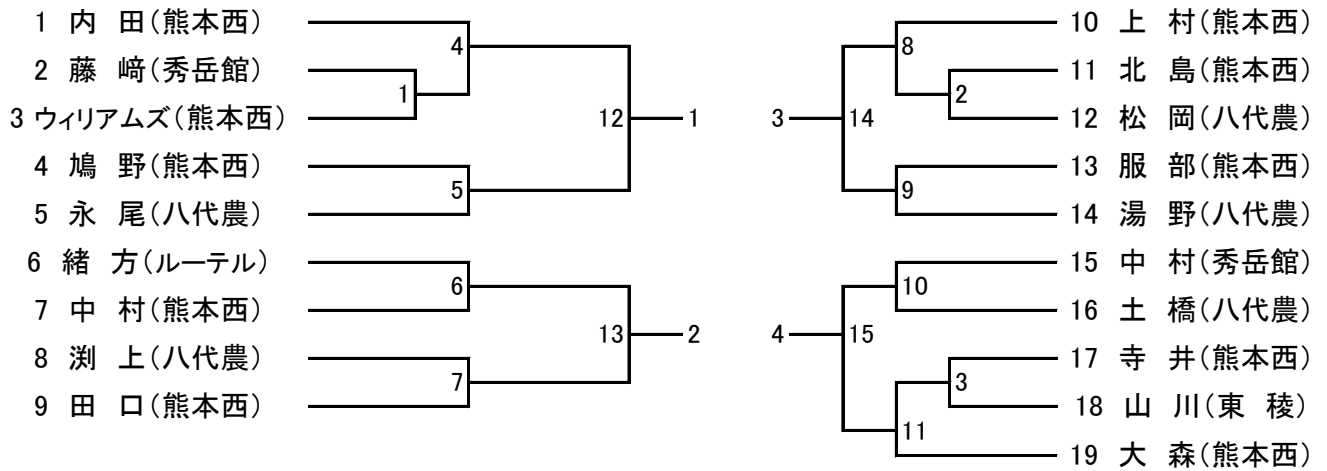 1 内 田(熊本西)
2 藤 﨑(秀岳館)
3 ウィリアムズ(熊本西)
4 鳩 野(熊本西)
5 永 尾(八代農)
6 緒 方(ルーテル)
7 中 村(熊本西)
8 渕 上(八代農)
9 田 口(熊本西)
4
1
12
1
5
6
13
2
7
10 上 村(熊本西)
11 北 島(熊本西)
12 松 岡(八代農)
13 服 部(熊本西)
14 湯 野(八代農)
15 中 村(秀岳館)
16 土 橋(八代農)
17 寺 井(熊本西)
18 山 川(東 稜)
19 大 森(熊本西)
8
2
3
14
9
10
4
15
3
11